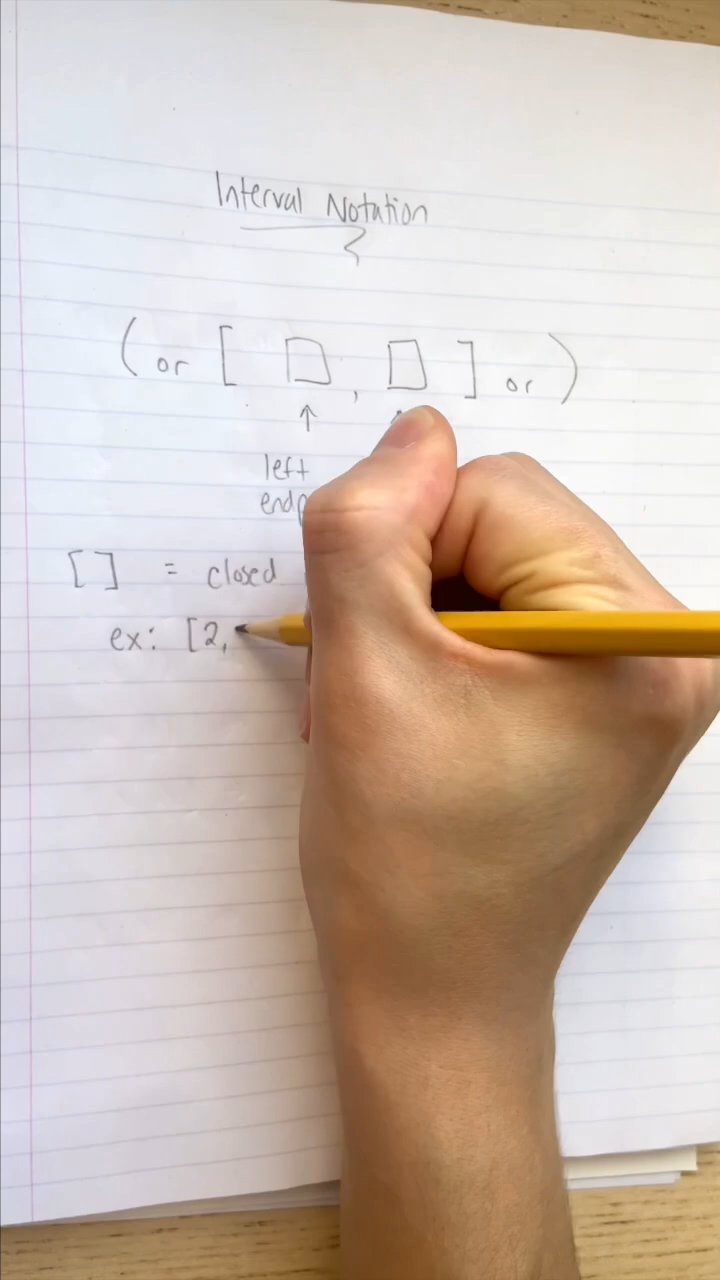 Interval Notation
( or [ □ , □ ] or )
↑
left
[ ] = closed
ex: [2,